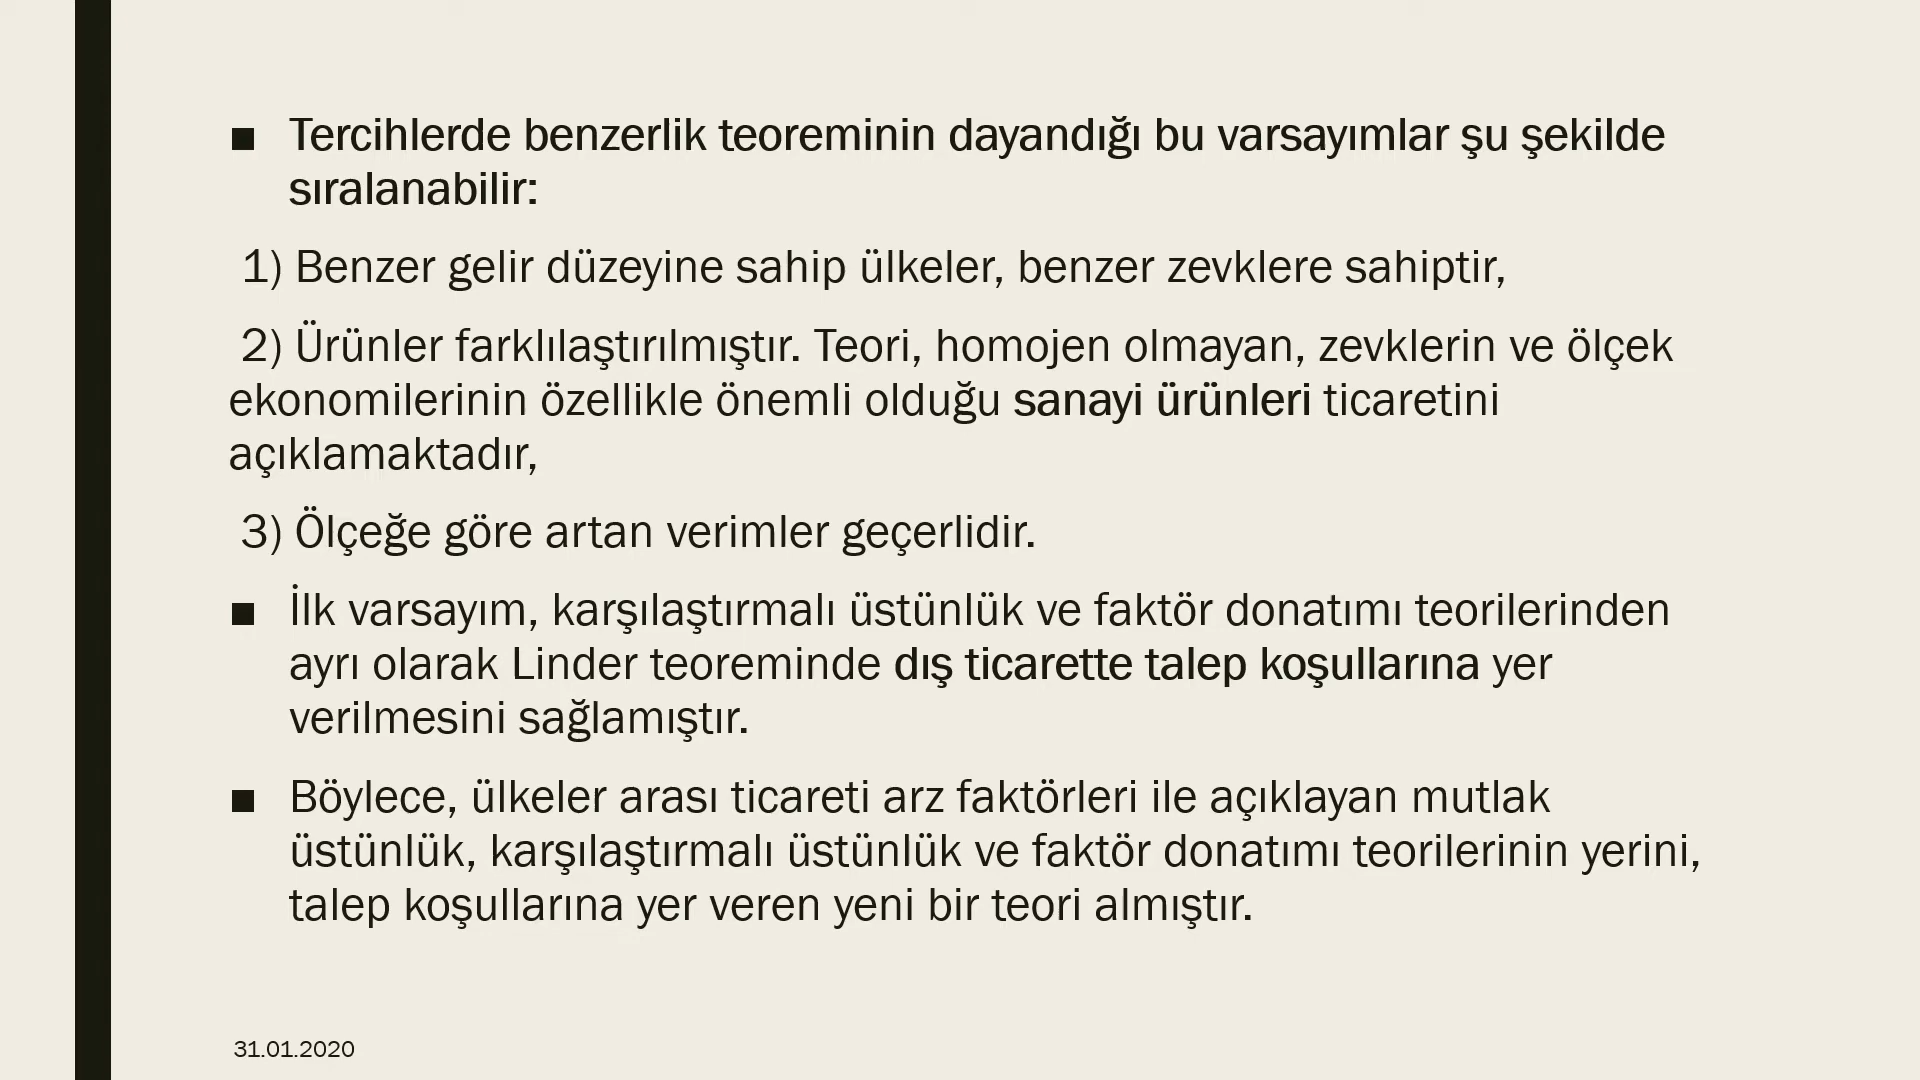 ■ Tercihlerde benzerlik teoreminin dayandığı bu varsayımlar şu şekilde
sıralanabilir:
1) Benzer gelir düzeyine sahip ülkeler, benzer zevklere sahiptir,
2) Ürünler farklılaştırılmıştır. Teori, homojen olmayan, zevklerin ve ölçek
ekonomilerinin özellikle önemli olduğu sanayi ürünleri ticaretini
açıklamaktadır,
3) Ölçeğe göre artan verimler geçerlidir.
■ İlk varsayım, karşılaştırmalı üstünlük ve faktör donatımı teorilerinden
ayrı olarak Linder teoreminde dış ticarette talep koşullarına yer
verilmesini sağlamıştır.
■ Böylece, ülkeler arası ticareti arz faktörleri ile açıklayan mutlak
üstünlük, karşılaştırmalı üstünlük ve faktör donatımı teorilerinin yerini,
talep koşullarına yer veren yeni bir teori almıştır.
31.01.2020